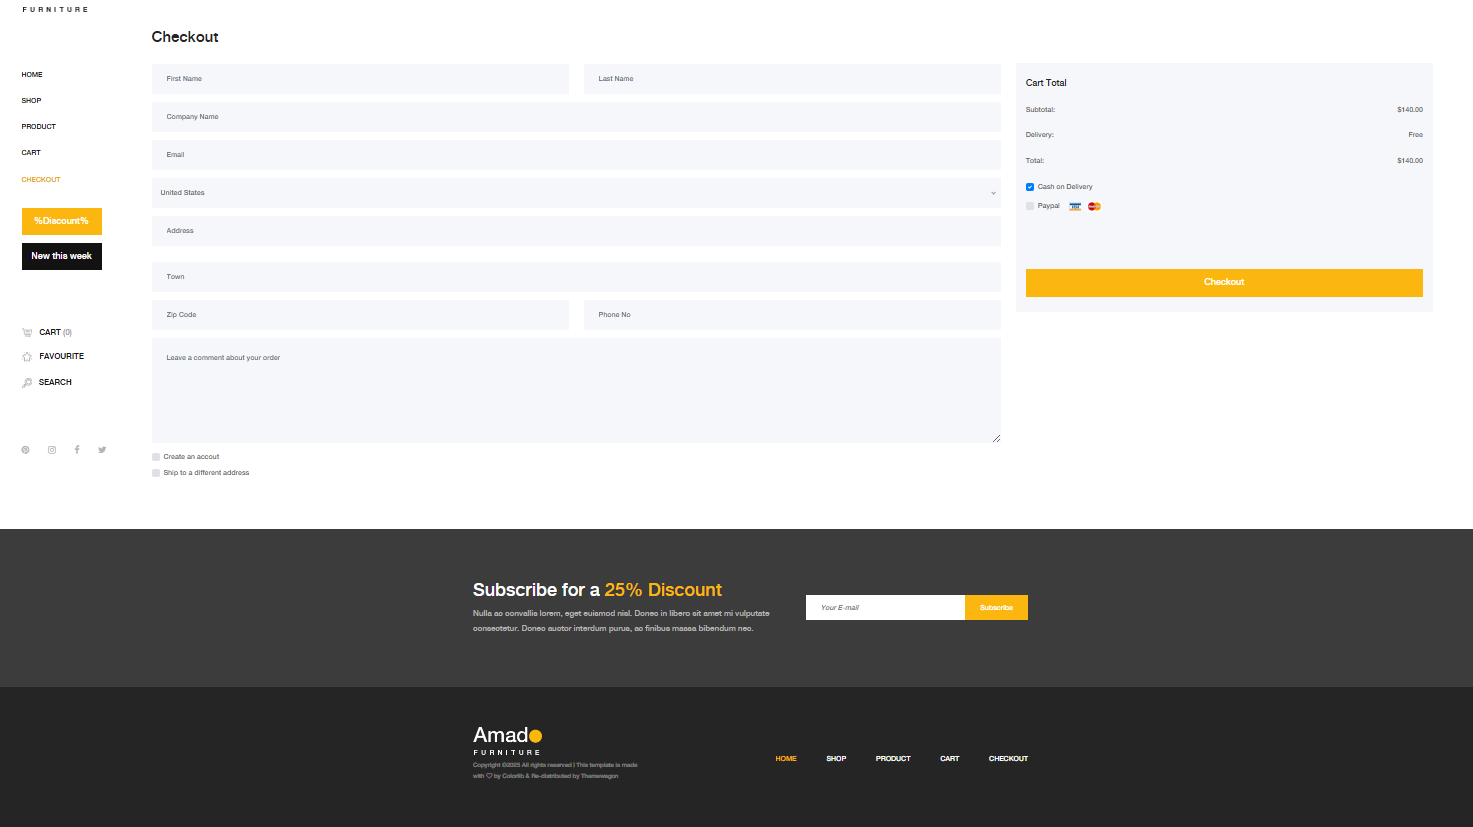 FURNITURE
HOME
SHOP
PRODUCT
CART
CHECKOUT
%Discount%
New this week
CART (0)
FAVOURITE
SEARCH
Checkout
First Name
Last Name
Company Name
Email
United States
Address
Town
Zip Code
Phone No
Leave a comment about your order
Create an accout
Ship to a different address
Cart Total
Subtotal: $140.00
Delivery: Free
Total: $140.00
Cash on Delivery
Paypal
Checkout
Subscribe for a 25% Discount
Nulla ac convallis lorem, eget euismod nisl. Donec in libero sit amet mi vulputate
consectetur. Donec auctor interdum purus, ac finibus massa bibendum nec.
Your E-mail
Subscribe
Amado
FURNITURE
Copyright ©2025 All rights reserved | This template is made
with ♡ by Colorlib & Re-distributed by Themewagon
HOME SHOP PRODUCT CART CHECKOUT